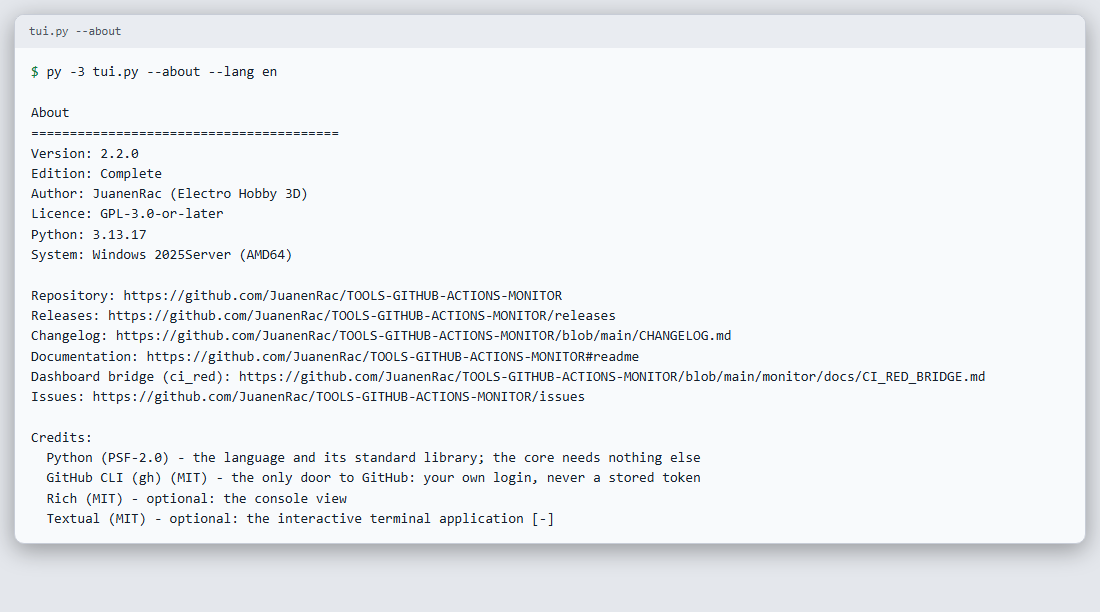 tui.py --about
$ py -3 tui.py --about --lang en
About
========================================
Version: 2.2.0
Edition: Complete
Author: JuanenRac (Electro Hobby 3D)
Licence: GPL-3.0-or-later
Python: 3.13.17
System: Windows 2025Server (AMD64)
Repository: https://github.com/JuanenRac/TOOLS-GITHUB-ACTIONS-MONITOR
Releases: https://github.com/JuanenRac/TOOLS-GITHUB-ACTIONS-MONITOR/releases
Changelog: https://github.com/JuanenRac/TOOLS-GITHUB-ACTIONS-MONITOR/blob/main/CHANGELOG.md
Documentation: https://github.com/JuanenRac/TOOLS-GITHUB-ACTIONS-MONITOR#readme
Dashboard bridge (ci_red): https://github.com/JuanenRac/TOOLS-GITHUB-ACTIONS-MONITOR/blob/main/monitor/docs/CI_RED_BRIDGE.md
Issues: https://github.com/JuanenRac/TOOLS-GITHUB-ACTIONS-MONITOR/issues
Credits:
Python (PSF-2.0) - the language and its standard library; the core needs nothing else
GitHub CLI (gh) (MIT) - the only door to GitHub: your own login, never a stored token
Rich (MIT) - optional: the console view
Textual (MIT) - optional: the interactive terminal application [-]